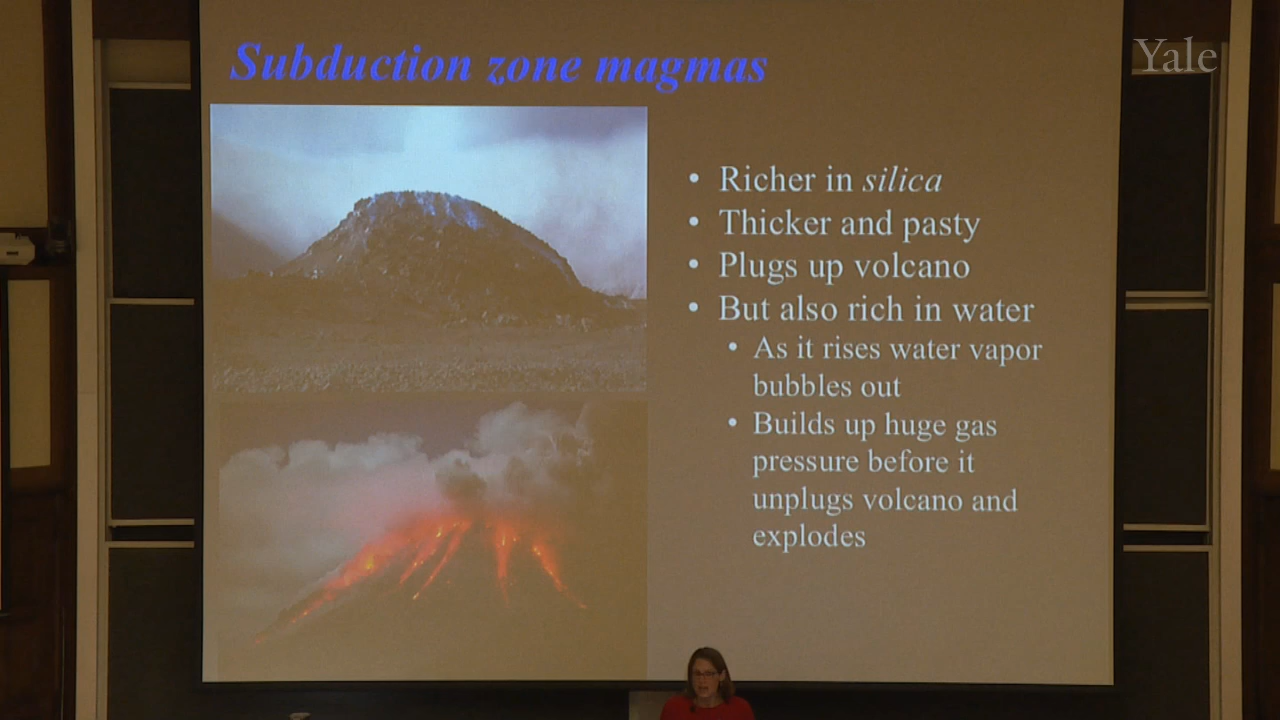 Subduction zone magmas
Yale
• Richer in silica
• Thicker and pasty
• Plugs up volcano
• But also rich in water
• As it rises water vapor
bubbles out
• Builds up huge gas
pressure before it
unplugs volcano and
explodes